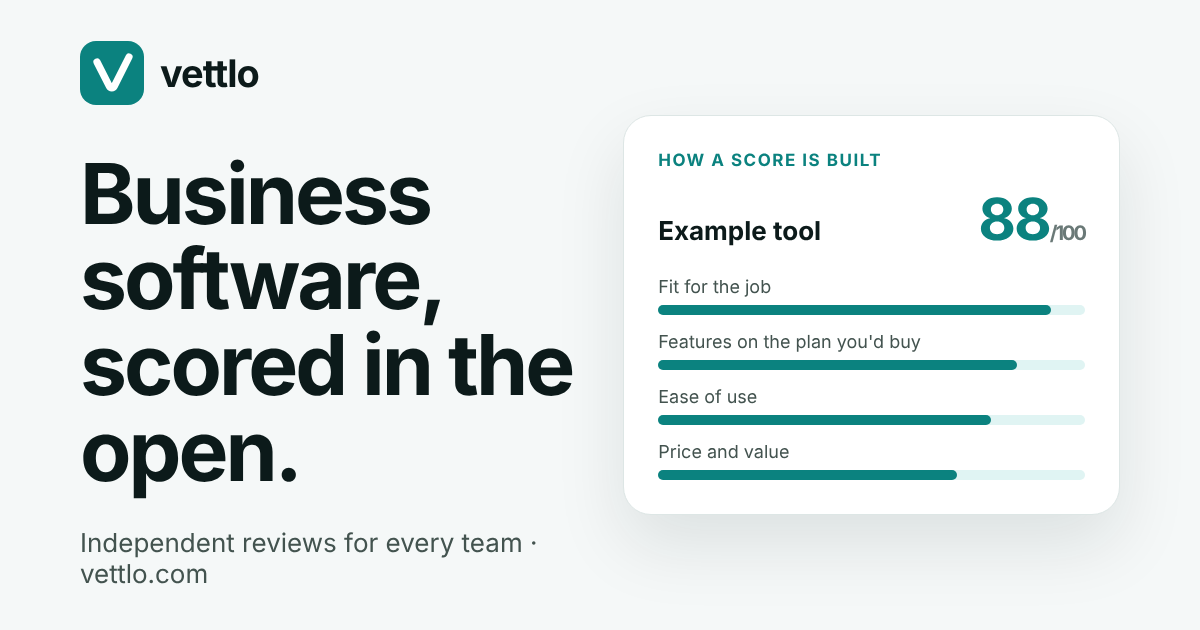 vettlo
Business
software,
scored in the
open.
Independent reviews for every team ·
vettlo.com
HOW A SCORE IS BUILT
Example tool
88/100
Fit for the job
Features on the plan you'd buy
Ease of use
Price and value